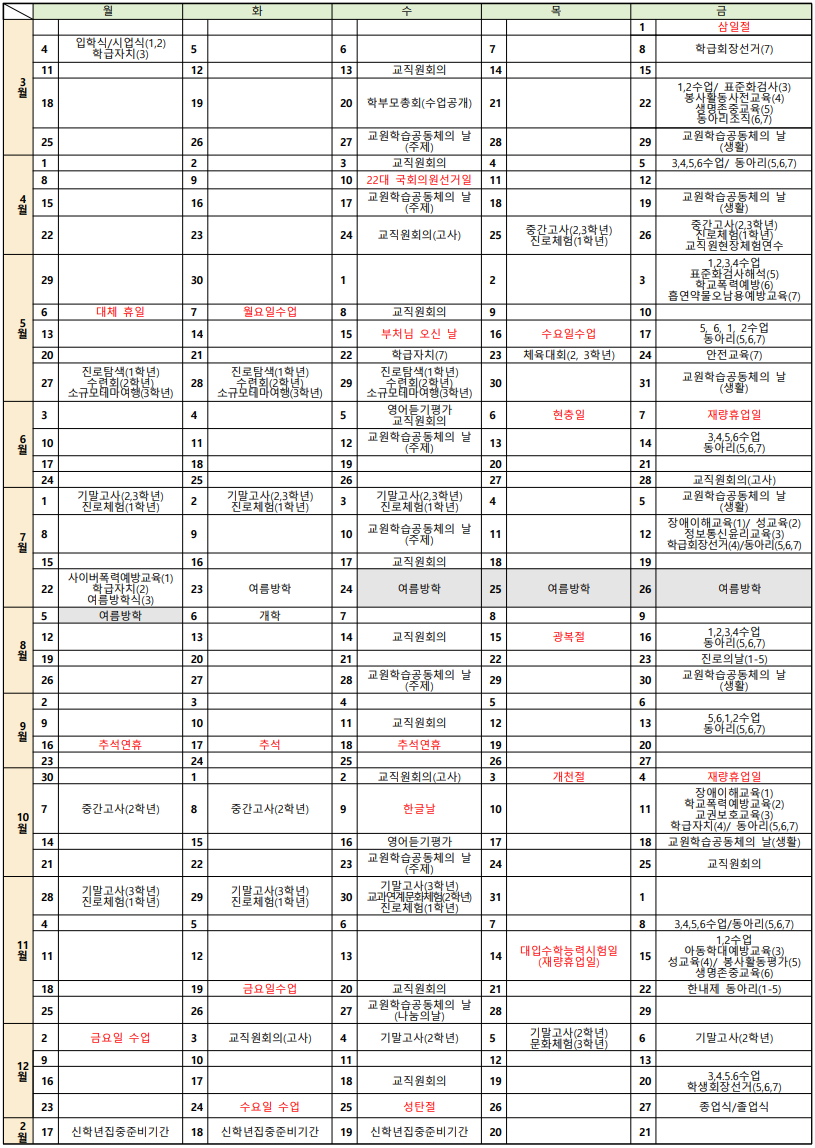 월 화 수 목 금
3월
1 삼일절
4 입학식/시업식(1,2) 5 6 7 8 학급회장선거(7)
학급자치(3)
11 12 13 교직원회의 14 15
18 19 20 학부모총회(수업공개) 21 22 1,2수업/ 표준화검사(3)
봉사활동사전교육(4)
생명존중교육(5)
동아리조직(6,7)
25 26 27 교원학습공동체의 날 28 29 교원학습공동체의 날
(주제) (생활)
4월
1 2 3 교직원회의 4 5 3,4,5,6수업/ 동아리(5,6,7)
8 9 10 22대 국회의원선거일 11 12
15 16 17 교원학습공동체의 날 18 19 교원학습공동체의 날
(주제) (생활)
22 23 24 교직원회의(고사) 25 중간고사(2,3학년) 26 중간고사(2,3학년)
진로체험(1학년) 진로체험(1학년)
교직원현장체험연수
5월
29 30 1 2 3 1,2,3,4수업
표준화검사해석(5)
학교폭력예방(6)
흡연약물오남용예방교육(7)
6 대체 휴일 7 월요일수업 8 교직원회의 9 10
13 14 15 부처님 오신 날 16 수요일수업 17 5, 6, 1, 2수업
동아리(5,6,7)
20 21 22 학급자치(7) 23 체육대회(2, 3학년) 24 안전교육(7)
27 진로탐색(1학년) 28 진로탐색(1학년) 29 진로탐색(1학년) 30 31 교원학습공동체의 날
수련회(2학년) 수련회(2학년) 수련회(2학년) (생활)
소규모테마여행(3학년) 소규모테마여행(3학년) 소규모테마여행(3학년)
6월
3 4 5 영어듣기평가 6 현충일 7 재량휴업일
교직원회의
10 11 12 교원학습공동체의 날 13 14 3,4,5,6수업
(주제) 동아리(5,6,7)
17 18 19 20 21
24 25 26 27 28 교직원회의(고사)
7월
1 기말고사(2,3학년) 2 기말고사(2,3학년) 3 기말고사(2,3학년) 4 5 교원학습공동체의 날
진로체험(1학년) 진로체험(1학년) 진로체험(1학년) (생활)
8 9 10 교원학습공동체의 날 11 12 장애이해교육(1)/ 성교육(2)
(주제) 정보통신윤리교육(3)
학급회장선거(4)/동아리(5,6,7)
15 16 17 교직원회의 18 19
22 사이버폭력예방교육(1) 23 여름방학 24 여름방학 25 여름방학 26 여름방학
학급자치(2)
여름방학식(3)
8월
5 여름방학 6 개학 7 8 9
12 13 14 교직원회의 15 광복절 16 1,2,3,4수업
동아리(5,6,7)
19 20 21 22 23 진로의날(1-5)
26 27 28 교원학습공동체의 날 29 30 교원학습공동체의 날
(주제) (생활)
9월
2 3 4 5 6
9 10 11 교직원회의 12 13 5,6,1,2수업
동아리(5,6,7)
16 추석연휴 17 추석 18 추석연휴 19 20
23 24 25 26 27
10월
30 1 2 교직원회의(고사) 3 개천절 4 재량휴업일
7 중간고사(2학년) 8 중간고사(2학년) 9 한글날 10 11 장애이해교육(1)
학교폭력예방교육(2)
교권보호교육(3)
학급자치(4)/ 동아리(5,6,7)
14 15 16 영어듣기평가 17 18 교원학습공동체의 날(생활)
21 22 23 교원학습공동체의 날 24 25 교직원회의
(주제)
11월
28 기말고사(3학년) 29 기말고사(3학년) 30 기말고사(3학년) 31 1
진로체험(1학년) 진로체험(1학년) 교과연계문화체험(2학년)
진로체험(1학년)
4 5 6 7 8 3,4,5,6수업/동아리(5,6,7)
11 12 13 14 대입수학능력시험일 15 1,2수업
(재량휴업일) 아동학대예방교육(3)
성교육(4)/ 봉사활동평가(5)
생명존중교육(6)
18 19 금요일수업 20 교직원회의 21 22 한내제 동아리(1-5)
25 26 27 교원학습공동체의 날 28 29
(나눔의날)
12월
2 금요일 수업 3 교직원회의(고사) 4 기말고사(2학년) 5 기말고사(2학년) 6 기말고사(2학년)
문화체험(3학년)
9 10 11 12 13
16 17 18 교직원회의 19 20 3,4.5.6수업
학생회장선거(5,6,7)
23 24 수요일 수업 25 성탄절 26 27 종업식/졸업식
2월
17 신학년집중준비기간 18 신학년집중준비기간 19 신학년집중준비기간 20 21